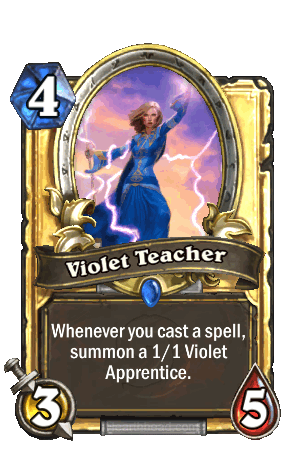 4
Violet Teacher
Whenever you cast a spell,
summon a 1/1 Violet
Apprentice.
3
5